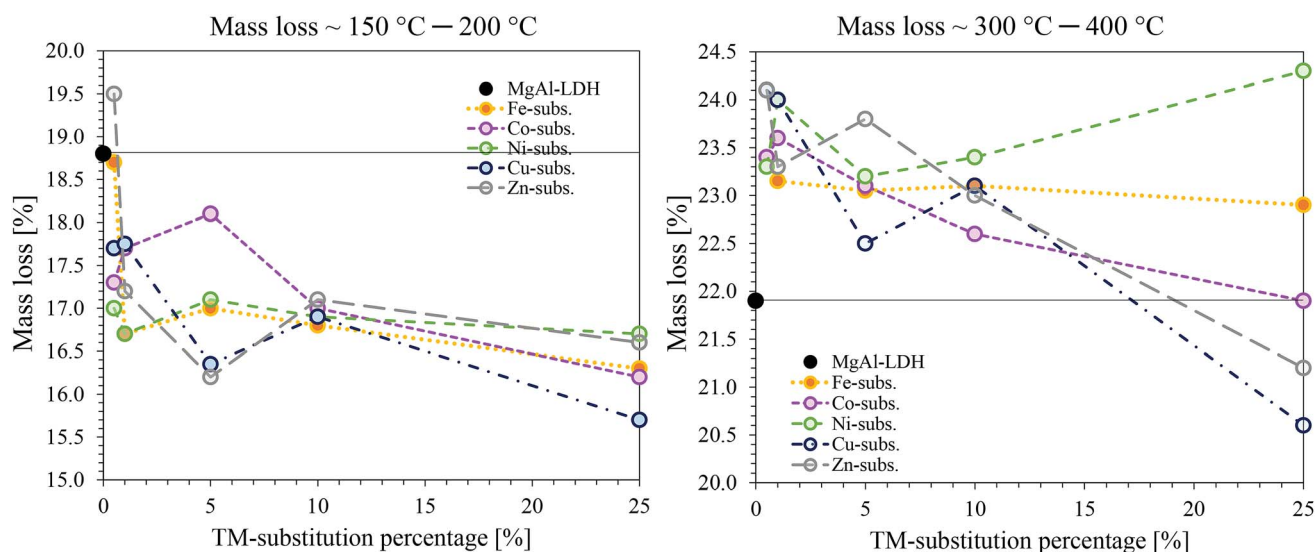 Mass loss ~ 150 °C — 200 °C
20.0
19.5
19.0
18.5
18.0
17.5
17.0
16.5
16.0
15.5
15.0
Mass loss [%]
MgAl-LDH
Fe-subs.
Co-subs.
Ni-subs.
Cu-subs.
Zn-subs.
0 5 10 15 20 25
TM-substitution percentage [%]
Mass loss ~ 300 °C — 400 °C
24.5
24.0
23.5
23.0
22.5
22.0
21.5
21.0
20.5
20.0
Mass loss [%]
MgAl-LDH
Fe-subs.
Co-subs.
Ni-subs.
Cu-subs.
Zn-subs.
0 5 10 15 20 25
TM-substitution percentage [%]